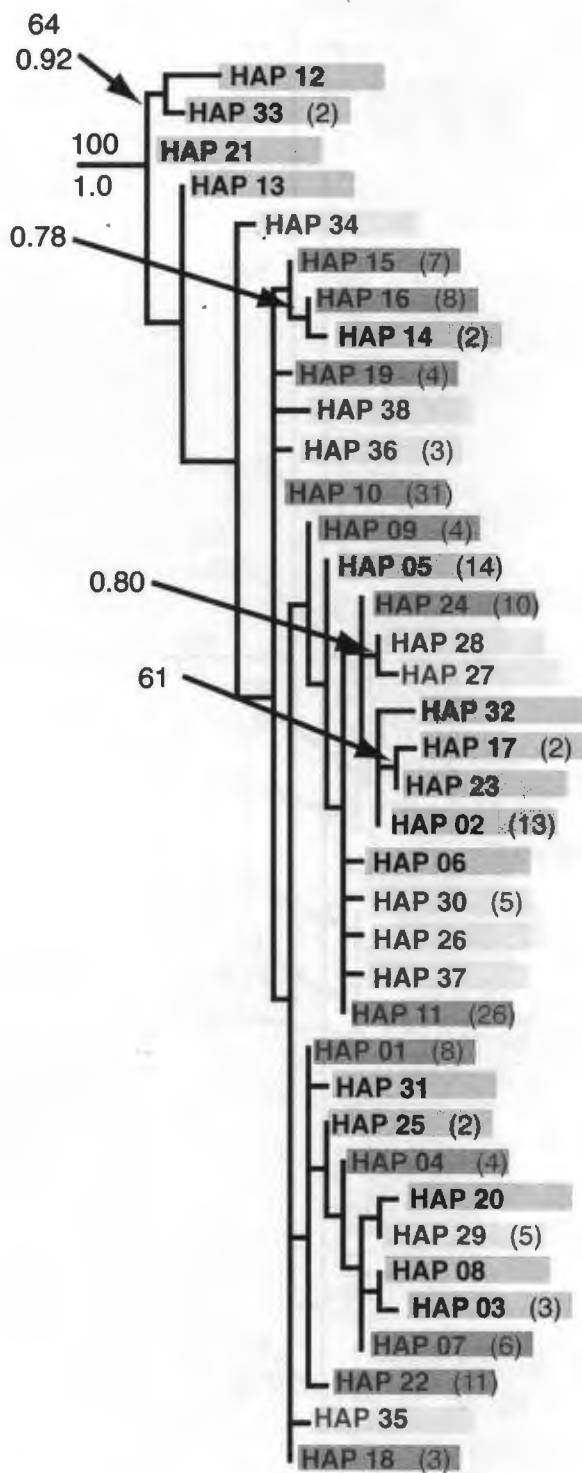 64
0.92
HAP 12
HAP 33 (2)
100
HAP 21
1.0
HAP 13
HAP 34
0.78
HAP 15 (7)
HAP 16 (8)
HAP 14 (2)
HAP 19 (4)
HAP 38
HAP 36 (3)
HAP 10 (31)
HAP 09 (4)
HAP 05 (14)
0.80
HAP 24 (10)
HAP 28
HAP 27
61
HAP 32
HAP 17 (2)
HAP 23
HAP 02 (13)
HAP 06
HAP 30 (5)
HAP 26
HAP 37
HAP 11 (26)
HAP 01 (8)
HAP 31
HAP 25 (2)
HAP 04 (4)
HAP 20
HAP 29 (5)
HAP 08
HAP 03 (3)
HAP 07 (6)
HAP 22 (11)
HAP 35
HAP 18 (3)